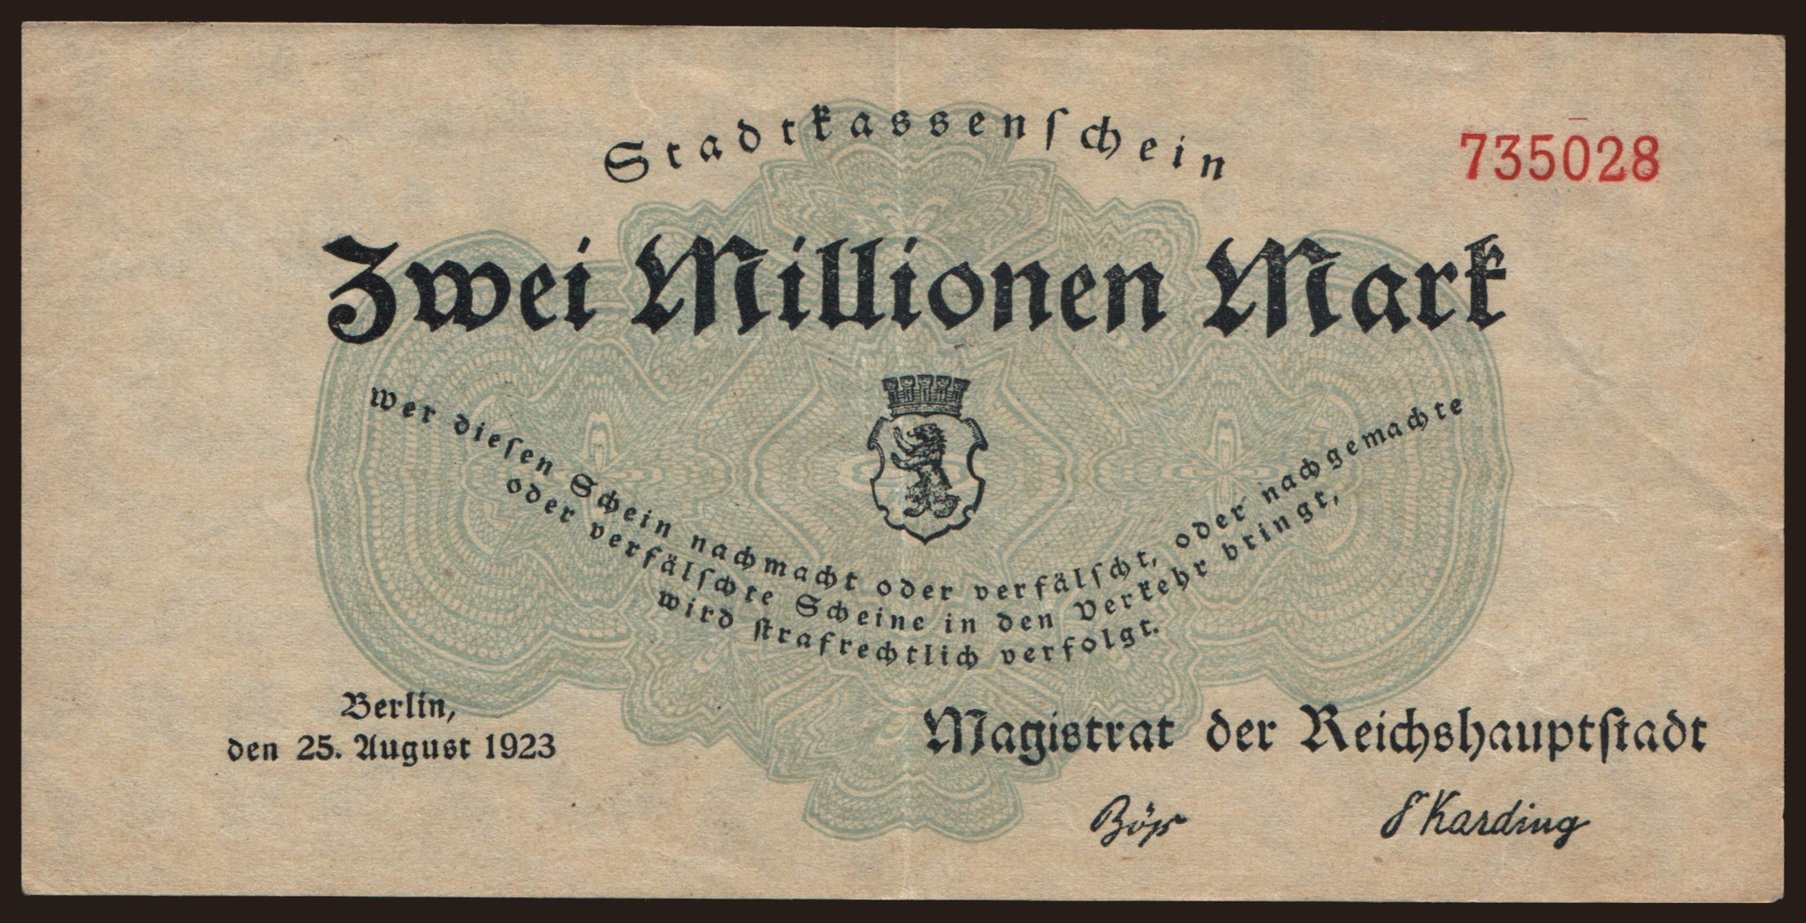 Stadtkassenschein
735028
Zwei Millionen Mark
Wer diesen Schein nachmacht oder verfälscht, oder nachgemachte
oder verfälschte Scheine in den Verkehr bringt,
wird strafrechtlich verfolgt.
Berlin,
den 25. August 1923
Magistrat der Reichshauptstadt
Böß
Karding